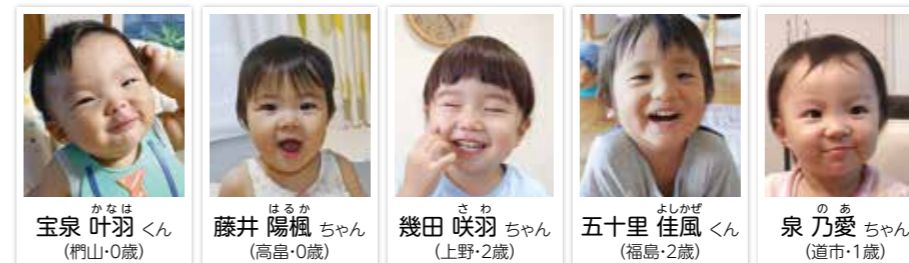 かなは
宝泉 叶羽 くん
(椚山・0歳)
はるか
藤井 陽楓 ちゃん
(高畠・0歳)
さわ
幾田 咲羽 ちゃん
(上野・2歳)
よしかぜ
五十里 佳風 くん
(福島・2歳)
のあ
泉 乃愛 ちゃん
(道市・1歳)